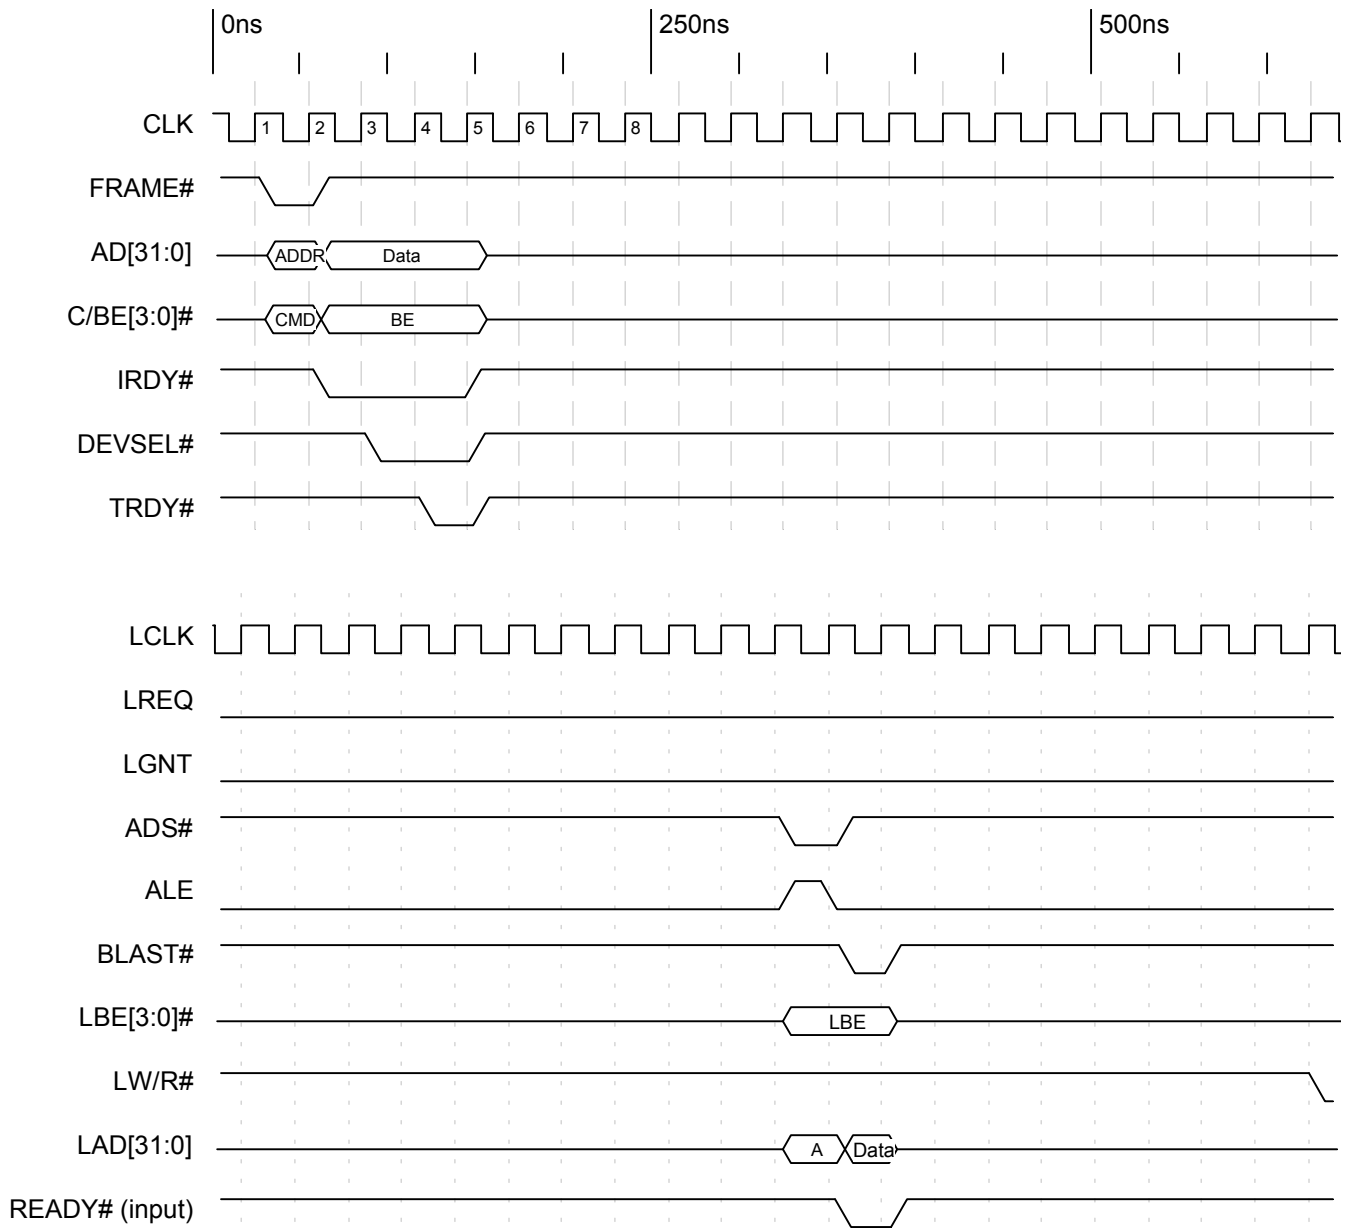 0ns 250ns 500ns
CLK 1 2 3 4 5 6 7 8
FRAME#
AD[31:0] ADDR Data
C/BE[3:0]# CMD BE
IRDY#
DEVSEL#
TRDY#
LCLK
LREQ
LGNT
ADS#
ALE
BLAST#
LBE[3:0]# LBE
LW/R#
LAD[31:0] A Data
READY# (input)